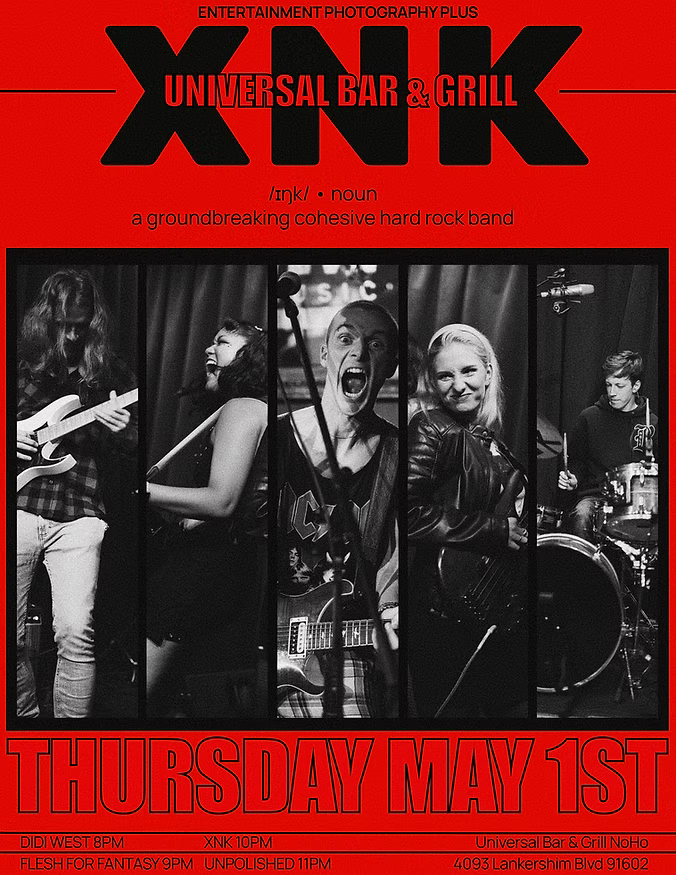 ENTERTAINMENT PHOTOGRAPHY PLUS
XNK
UNIVERSAL BAR & GRILL
/ɪŋk/ • noun
a groundbreaking cohesive hard rock band
THURSDAY MAY 1ST
DIDI WEST 8PM XNK 10PM Universal Bar & Grill NoHo
FLESH FOR FANTASY 9PM UNPOLISHED 11PM 4093 Lankershim Blvd 91602